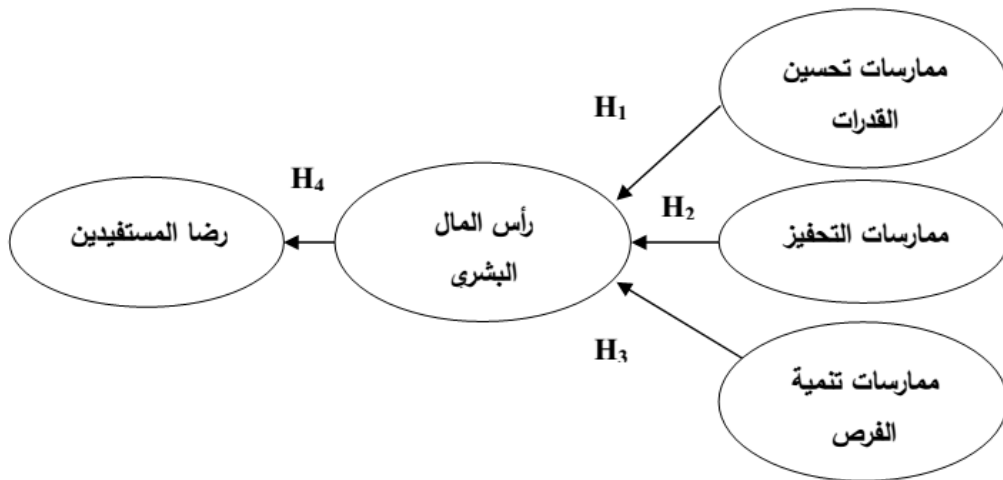 ممارسات تحسين
القدرات
H₁
ممارسات التحفيز
H₂
رأس المال
البشري
H₄
رضا المستفيدين
H₃
ممارسات تنمية
الفرص